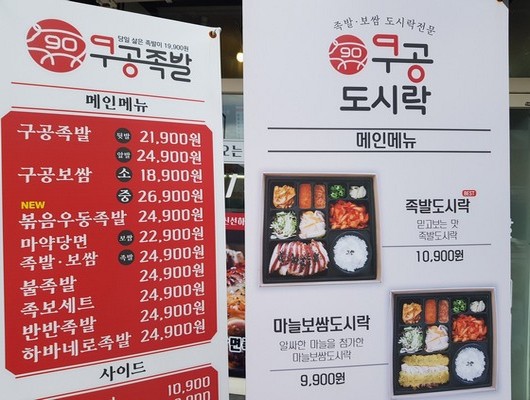 당일 삶은 족발이 19,900원
90 구공족발
메인메뉴
구공족발 뒷발 21,900원
앞발 24,900원
구공보쌈 소 18,900원
중 26,900원
NEW
볶음우동족발 24,900원
마약당면 보쌈 22,900원
족발·보쌈 족발 24,900원
불족발 24,900원
족보세트 24,900원
반반족발 24,900원
하바네로족발 24,900원
사이드
10,900
족발·보쌈 도시락전문
90 구공
도시락
메인메뉴
BEST
족발도시락
믿고보는 맛
족발도시락
10,900원
마늘보쌈도시락
알싸한 마늘을 첨가한
마늘보쌈도시락
9,900원